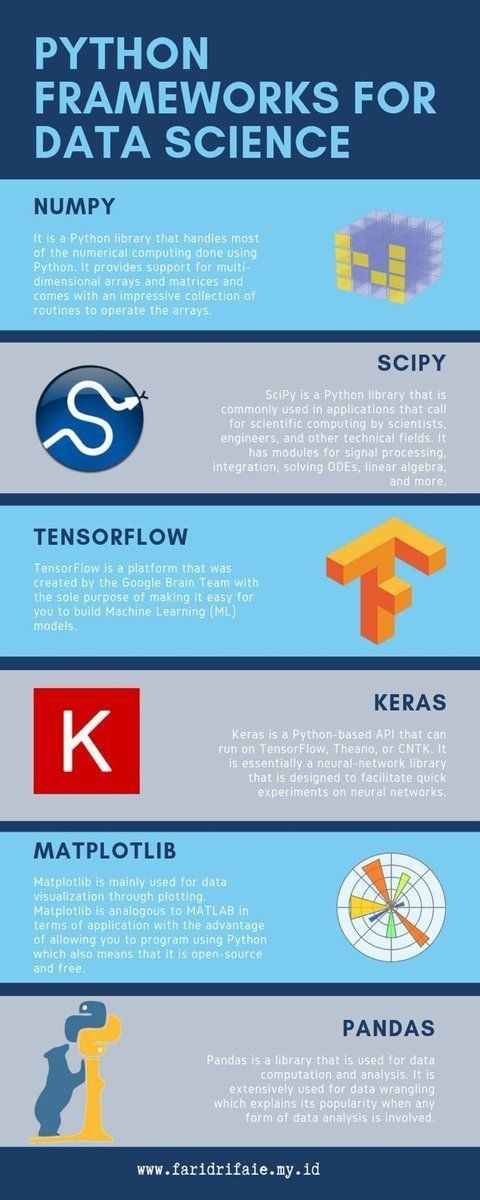 PYTHON
FRAMEWORKS FOR
DATA SCIENCE
NUMPY
It is a Python library that handles most
of the numerical computing done using
Python. It provides support for multi-
dimensional arrays and matrices and
comes with an impressive collection of
routines to operate the arrays.
SCIPY
SciPy is a Python library that is
commonly used in applications that call
for scientific computing by scientists,
engineers, and other technical fields. It
has modules for signal processing,
integration, solving ODEs, linear algebra,
and more.
TENSORFLOW
TensorFlow is a platform that was
created by the Google Brain Team with
the sole purpose of making it easy for
you to build Machine Learning (ML)
models.
K
KERAS
Keras is a Python-based API that can
run on TensorFlow, Theano, or CNTK. It
is essentially a neural-network library
that is designed to facilitate quick
experiments on neural networks.
MATPLOTLIB
Matplotlib is mainly used for data
visualization through plotting.
Matplotlib is analogous to MATLAB in
terms of application with the advantage
of allowing you to program using Python
which also means that it is open-source
and free.
PANDAS
Pandas is a library that is used for data
computation and analysis. It is
extensively used for data wrangling
which explains its popularity when any
form of data analysis is involved.
www.faridrifaie.my.id